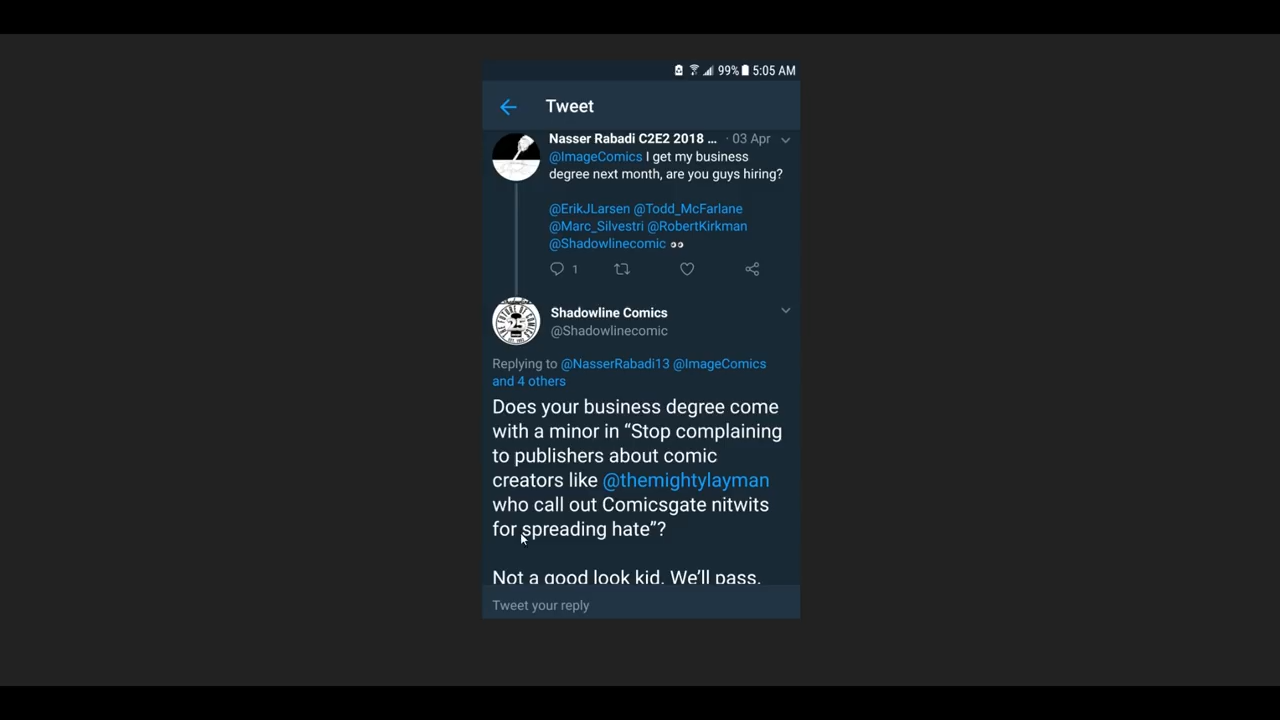 99% 5:05 AM
Tweet
Nasser Rabadi C2E2 2018 ... · 03 Apr
@ImageComics I get my business
degree next month, are you guys hiring?
@ErikJLarsen @Todd_McFarlane
@Marc_Silvestri @RobertKirkman
@Shadowlinecomic 👀
1
Shadowline Comics
@Shadowlinecomic
Replying to @NasserRabadi13 @ImageComics
and 4 others
Does your business degree come
with a minor in “Stop complaining
to publishers about comic
creators like @themightylayman
who call out Comicsgate nitwits
for spreading hate”?
Not a good look kid. We’ll pass.
Tweet your reply